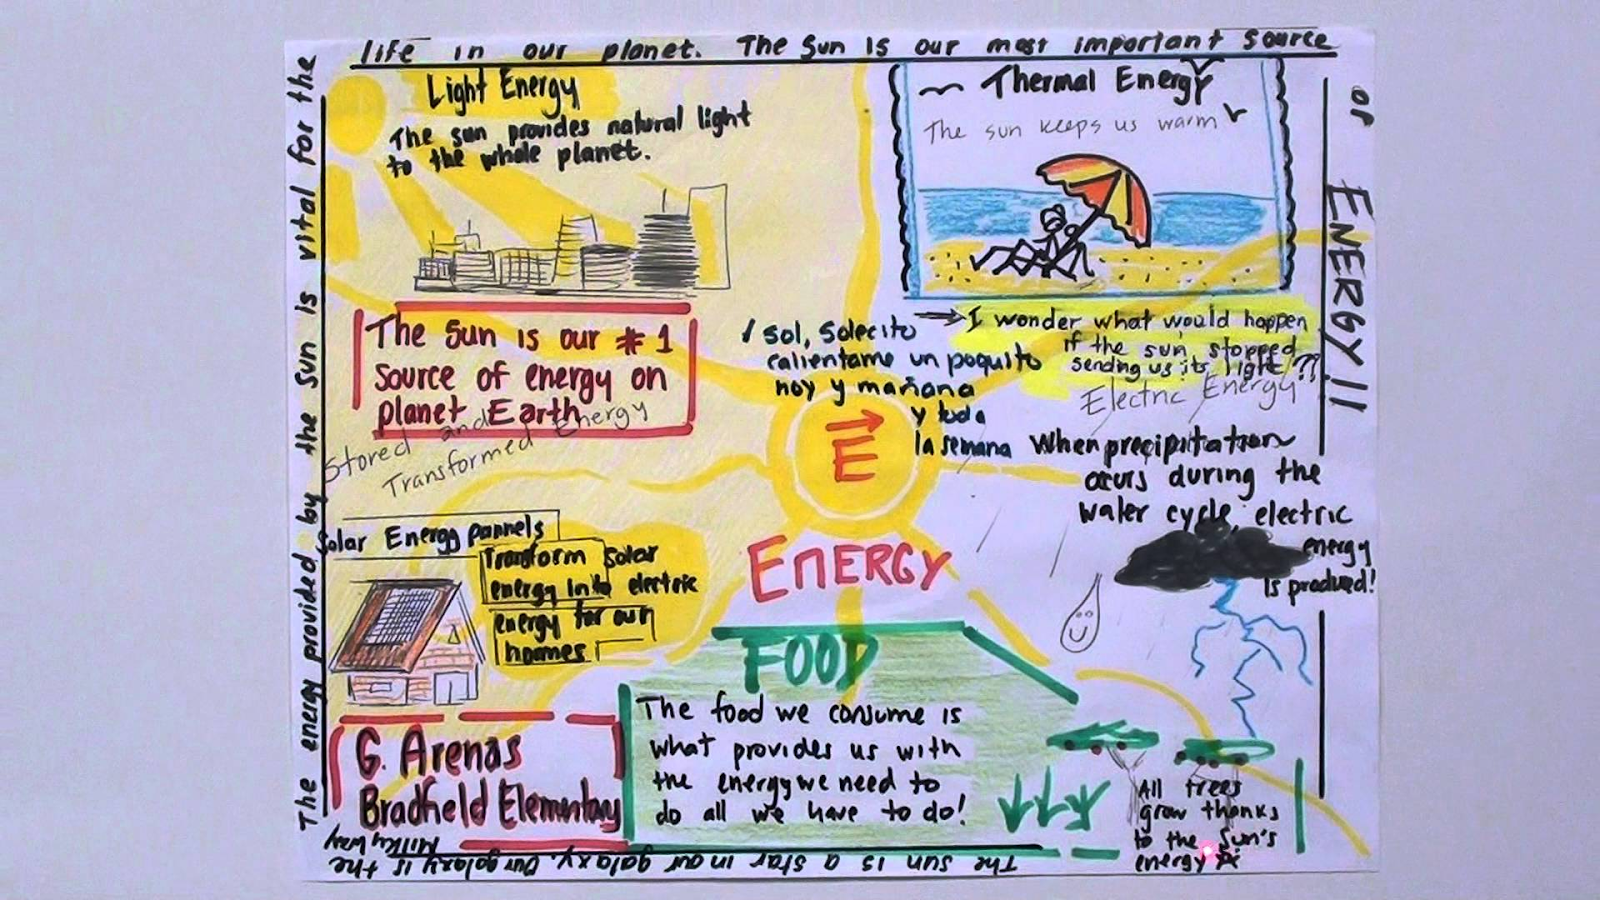 The energy provided by the sun is vital for the
life in our planet. The Sun is our most important source
of ENERGY!!
Light Energy
The sun provides natural light
to the whole planet.
Thermal Energy
The sun keeps us warm
The Sun is our # 1
source of energy on
planet Earth
Stored and
Transformed Energy
sol, solecito
calientame un poquito
hoy y mañana
y toda
la semana
I wonder what would happen
if the sun stopped
sending us its light??
Electric Energy
When precipitation
ocurs during the
water cycle, electric
energy
is produed!
E
ENERGY
Solar Energy pannels
Transform solar
energy into electric
energy for our
hommes
FOOD
The food we consume is
what provides us with
the energy we need to
do all we have to do!
G. Arenas
Bradfield Elementary
All trees
grow thanks
to the Sun's
energy
The sun is a star in our galaxy. Our galaxy is the
Milky Way